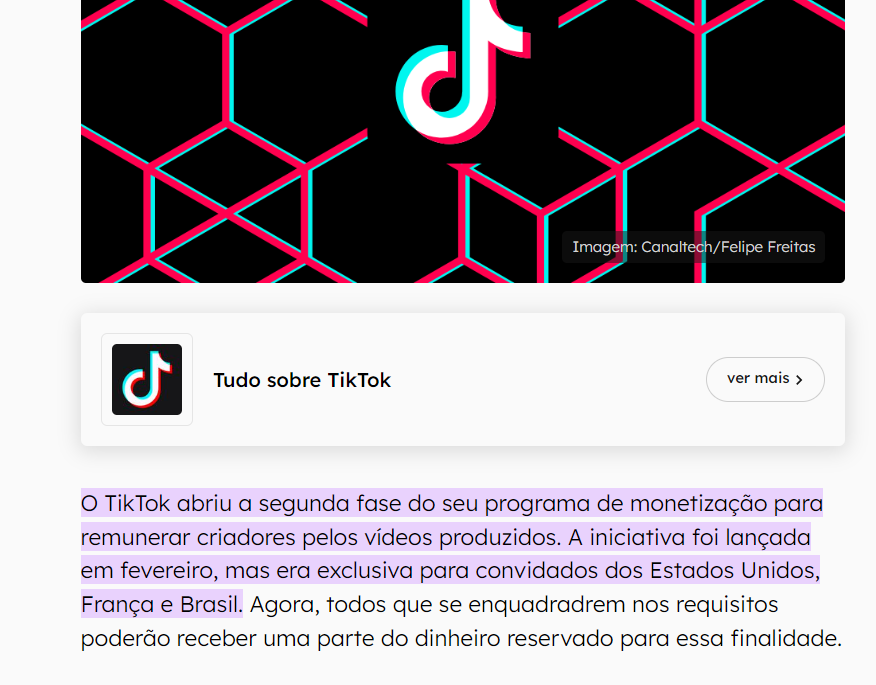 Imagem: Canaltech/Felipe Freitas
Tudo sobre TikTok
ver mais
O TikTok abriu a segunda fase do seu programa de monetização para
remunerar criadores pelos vídeos produzidos. A iniciativa foi lançada
em fevereiro, mas era exclusiva para convidados dos Estados Unidos,
França e Brasil. Agora, todos que se enquadradrem nos requisitos
poderão receber uma parte do dinheiro reservado para essa finalidade.